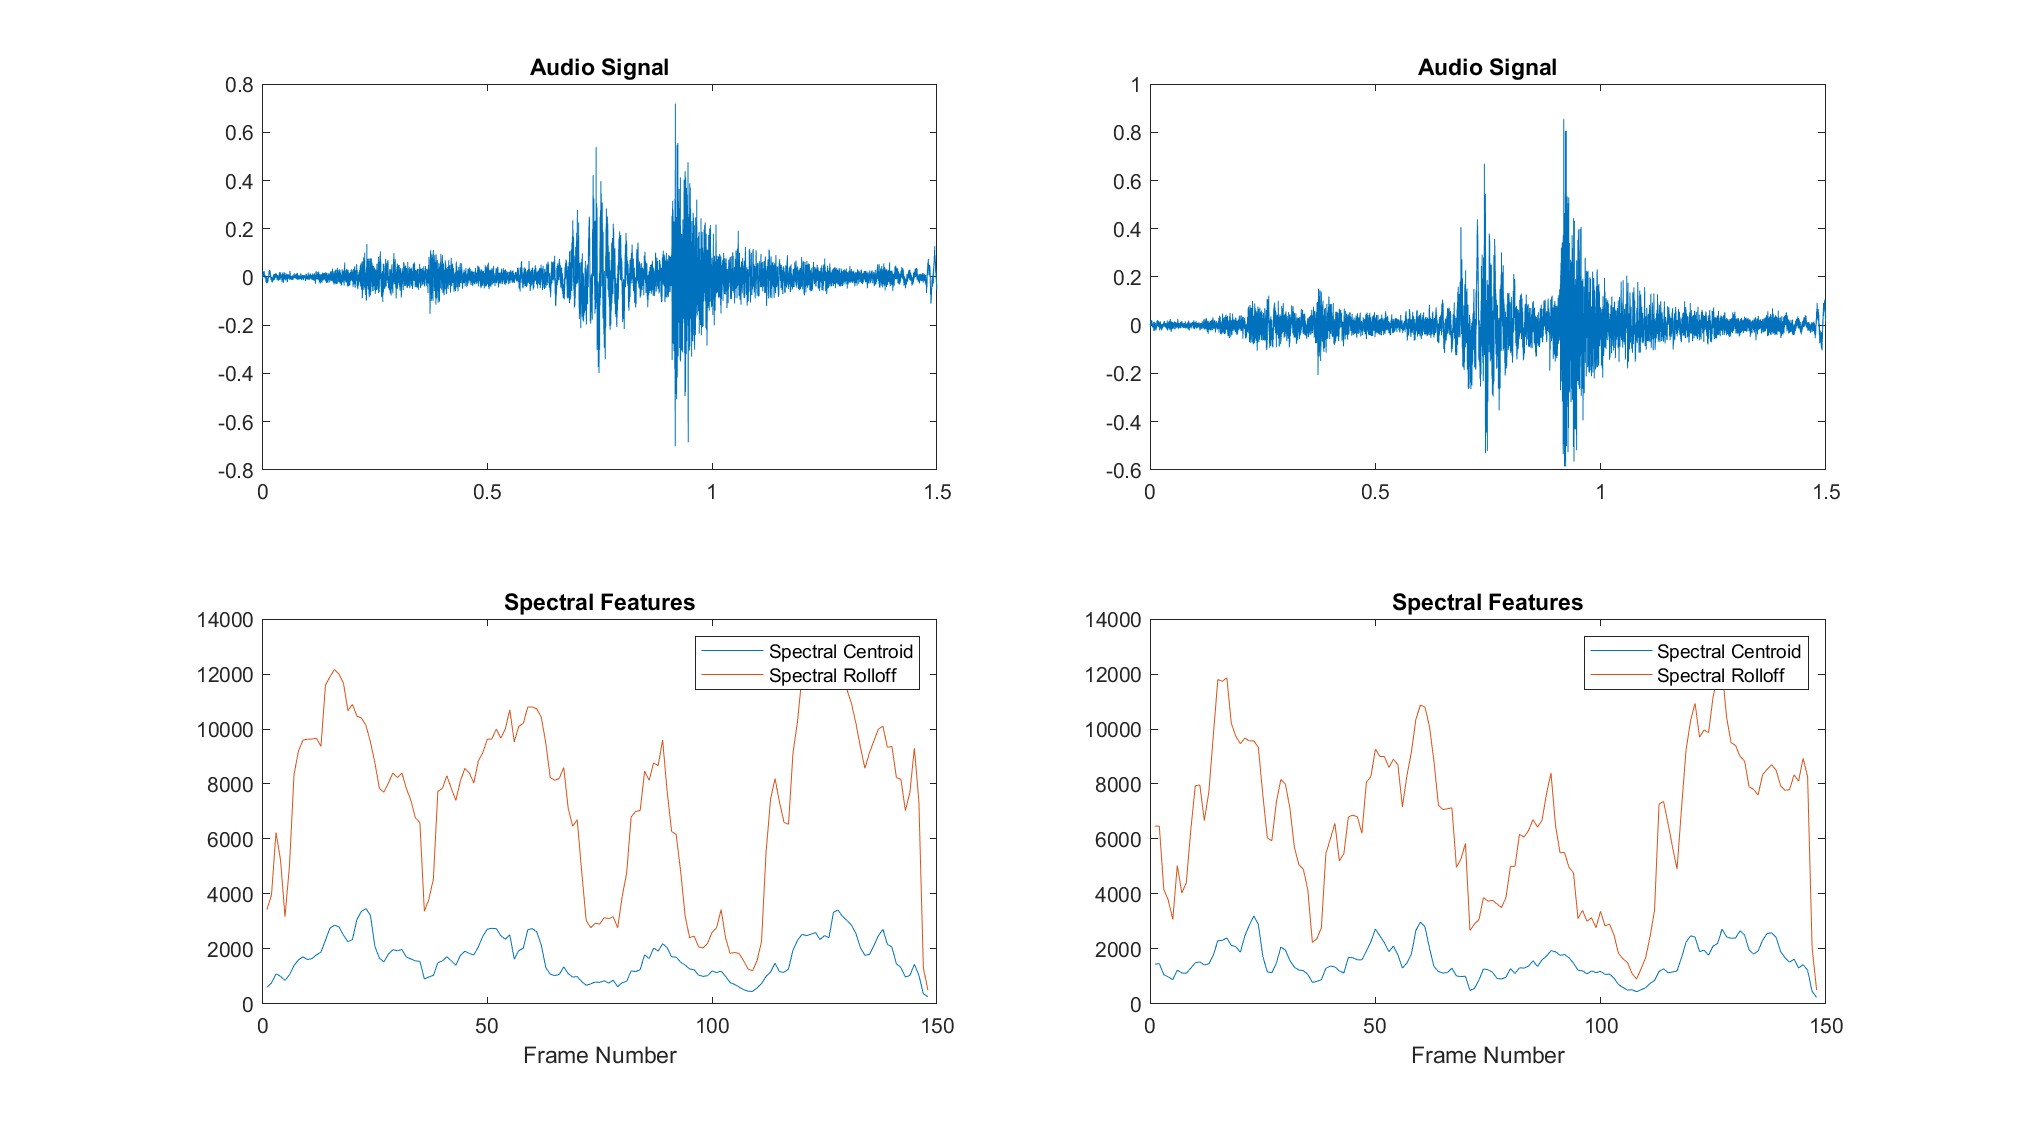 Audio Signal
0.8
0.6
0.4
0.2
0
-0.2
-0.4
-0.6
-0.8
0 0.5 1 1.5
Audio Signal
1
0.8
0.6
0.4
0.2
0
-0.2
-0.4
-0.6
0 0.5 1 1.5
Spectral Features
14000
12000
10000
8000
6000
4000
2000
0
Spectral Centroid
Spectral Rolloff
0 50 100 150
Frame Number
Spectral Features
14000
12000
10000
8000
6000
4000
2000
0
Spectral Centroid
Spectral Rolloff
0 50 100 150
Frame Number